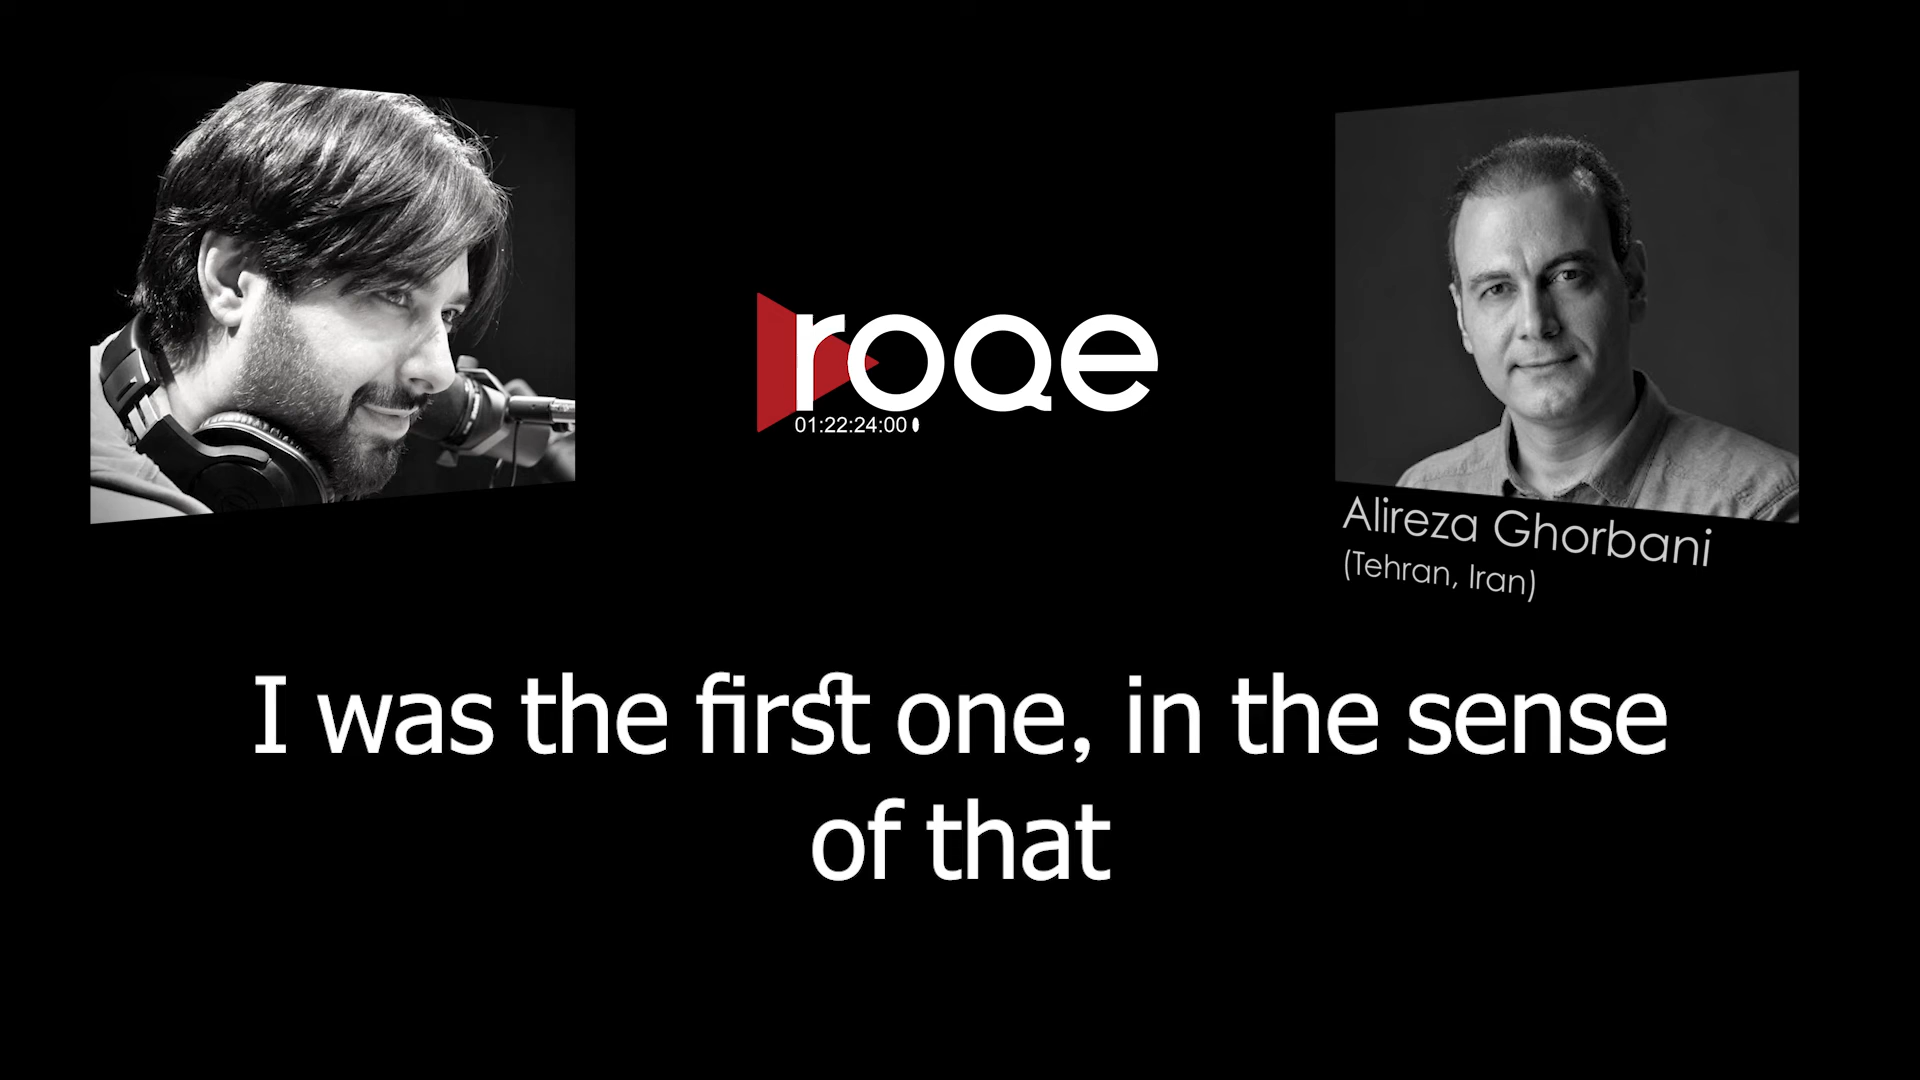 roqe
01:22:24:00
Alireza Ghorbani
(Tehran, Iran)
I was the first one, in the sense
of that